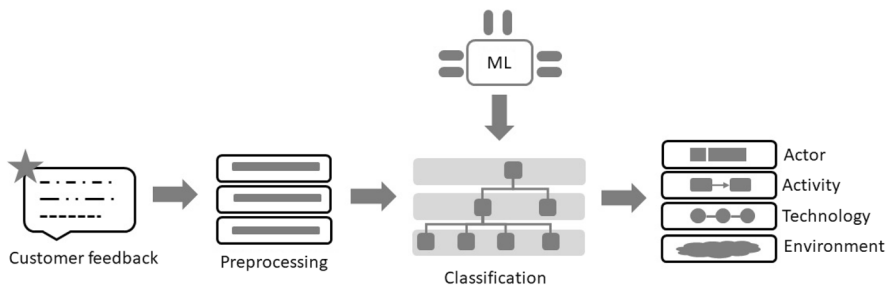 ML
Actor
Activity
Technology
Environment
Customer feedback
Preprocessing
Classification